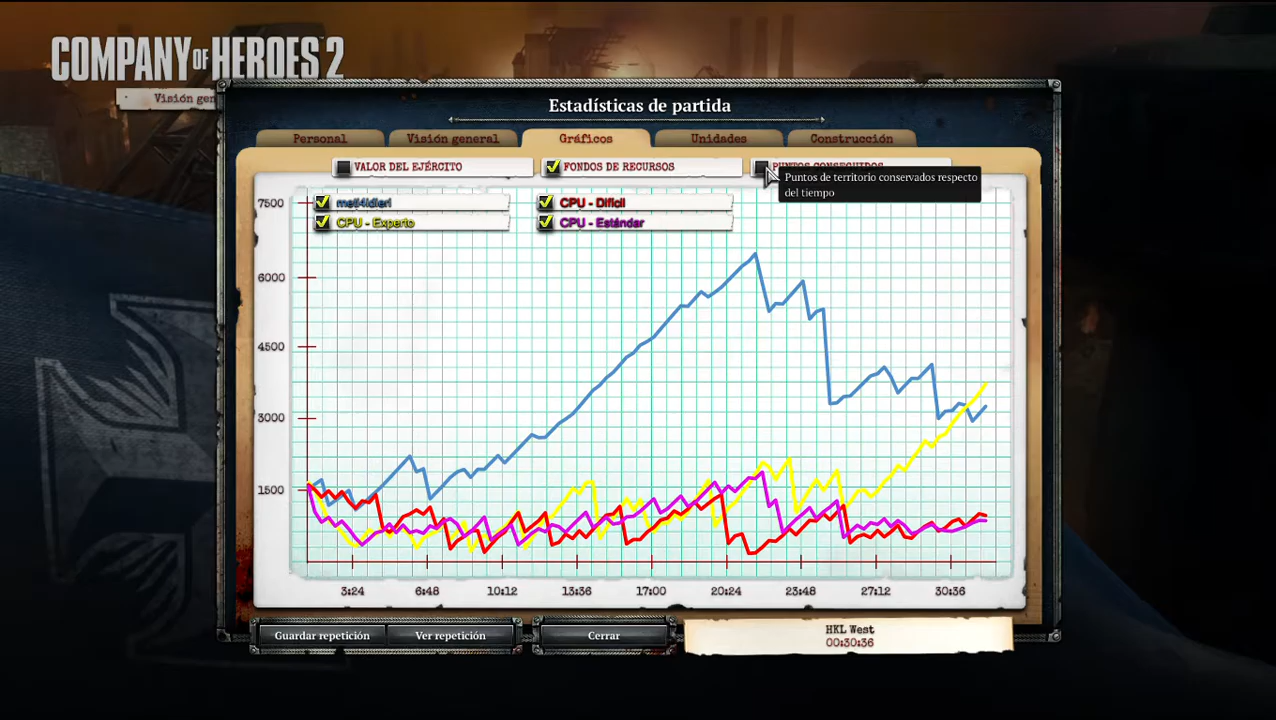 COMPANY OF HEROES 2
Visión gen
Estadísticas de partida
Personal
Visión general
Gráficos
Unidades
Construcción
VALOR DEL EJÉRCITO
FONDOS DE RECURSOS
PUNTOS CONSEGUIDOS
Puntos de territorio conservados respecto
del tiempo
CPU - Difícil
CPU - Experto
CPU - Estándar
7500
6000
4500
3000
1500
3:24
6:48
10:12
13:36
17:00
20:24
23:48
27:12
30:36
Guardar repetición
Ver repetición
Cerrar
HKL West
00:30:36